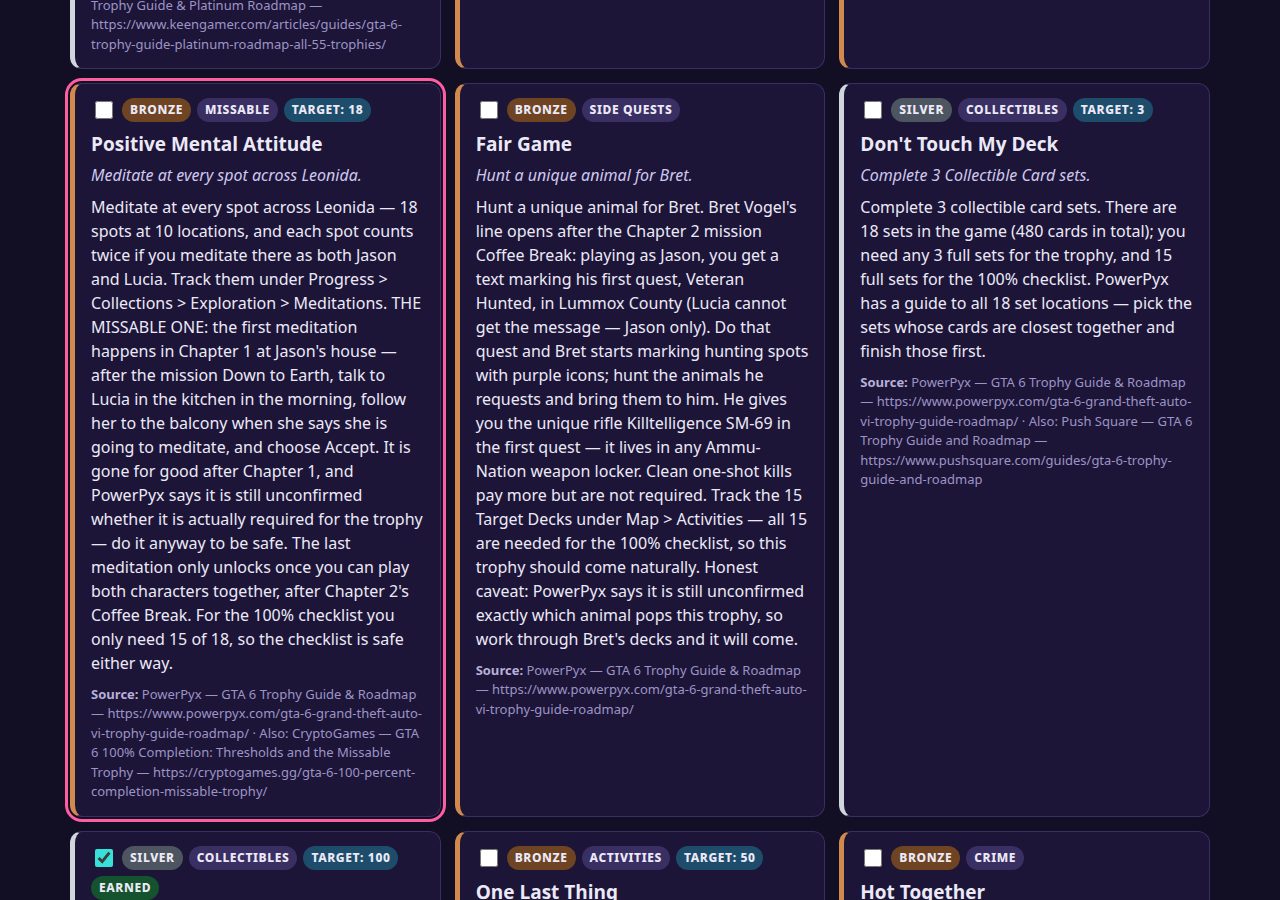 Trophy Guide & Platinum Roadmap —
https://www.keengamer.com/articles/guides/gta-6-
trophy-guide-platinum-roadmap-all-55-trophies/
BRONZE MISSABLE TARGET: 18
Positive Mental Attitude
Meditate at every spot across Leonida.
Meditate at every spot across Leonida — 18
spots at 10 locations, and each spot counts
twice if you meditate there as both Jason
and Lucia. Track them under Progress >
Collections > Exploration > Meditations. THE
MISSABLE ONE: the first meditation
happens in Chapter 1 at Jason's house —
after the mission Down to Earth, talk to
Lucia in the kitchen in the morning, follow
her to the balcony when she says she is
going to meditate, and choose Accept. It is
gone for good after Chapter 1, and
PowerPyx says it is still unconfirmed
whether it is actually required for the trophy
— do it anyway to be safe. The last
meditation only unlocks once you can play
both characters together, after Chapter 2's
Coffee Break. For the 100% checklist you
only need 15 of 18, so the checklist is safe
either way.
Source: PowerPyx — GTA 6 Trophy Guide & Roadmap
— https://www.powerpyx.com/gta-6-grand-theft-auto-
vi-trophy-guide-roadmap/ · Also: CryptoGames — GTA
6 100% Completion: Thresholds and the Missable
Trophy — https://cryptogames.gg/gta-6-100-percent-
completion-missable-trophy/
BRONZE SIDE QUESTS
Fair Game
Hunt a unique animal for Bret.
Hunt a unique animal for Bret. Bret Vogel's
line opens after the Chapter 2 mission
Coffee Break: playing as Jason, you get a
text marking his first quest, Veteran
Hunted, in Lummox County (Lucia cannot
get the message — Jason only). Do that
quest and Bret starts marking hunting spots
with purple icons; hunt the animals he
requests and bring them to him. He gives
you the unique rifle Killtelligence SM-69 in
the first quest — it lives in any Ammu-
Nation weapon locker. Clean one-shot kills
pay more but are not required. Track the 15
Target Decks under Map > Activities — all 15
are needed for the 100% checklist, so this
trophy should come naturally. Honest
caveat: PowerPyx says it is still unconfirmed
exactly which animal pops this trophy, so
work through Bret's decks and it will come.
Source: PowerPyx — GTA 6 Trophy Guide & Roadmap
— https://www.powerpyx.com/gta-6-grand-theft-auto-
vi-trophy-guide-roadmap/
SILVER COLLECTIBLES TARGET: 3
Don't Touch My Deck
Complete 3 Collectible Card sets.
Complete 3 collectible card sets. There are
18 sets in the game (480 cards in total); you
need any 3 full sets for the trophy, and 15
full sets for the 100% checklist. PowerPyx
has a guide to all 18 set locations — pick the
sets whose cards are closest together and
finish those first.
Source: PowerPyx — GTA 6 Trophy Guide & Roadmap
— https://www.powerpyx.com/gta-6-grand-theft-auto-
vi-trophy-guide-roadmap/ · Also: Push Square — GTA 6
Trophy Guide and Roadmap —
https://www.pushsquare.com/guides/gta-6-trophy-
guide-and-roadmap
SILVER COLLECTIBLES TARGET: 100
EARNED
BRONZE ACTIVITIES TARGET: 50
One Last Thing
BRONZE CRIME
Hot Together